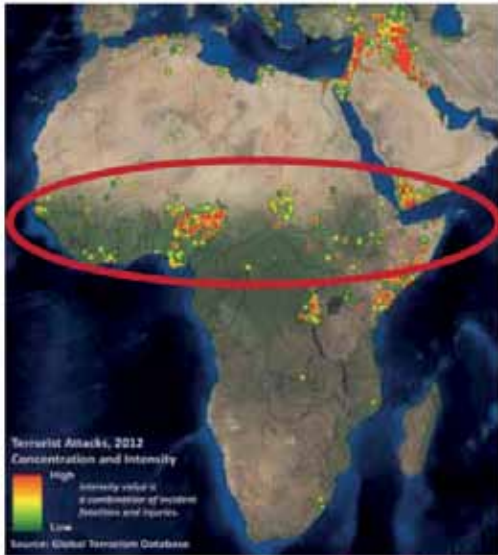 Terrorist Attacks, 2012
Concentration and Intensity
High
Intensity value is
a combination of incident
fatalities and injuries.
Low
Source: Global Terrorism Database